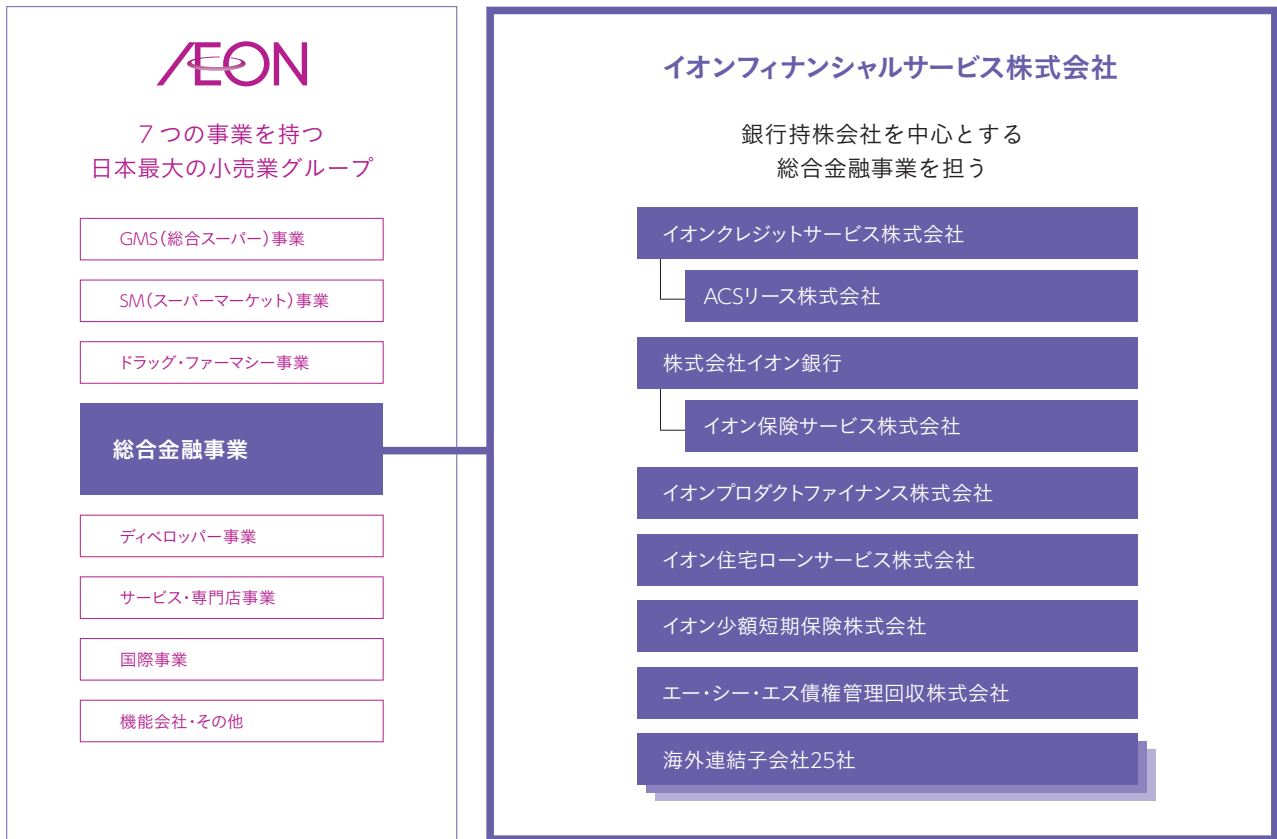 ÆON
7つの事業を持つ
日本最大の小売業グループ
GMS(総合スーパー)事業
SM(スーパーマーケット)事業
ドラッグ・ファーマシー事業
総合金融事業
ディベロッパー事業
サービス・専門店事業
国際事業
機能会社・その他
イオンフィナンシャルサービス株式会社
銀行持株会社を中心とする
総合金融事業を担う
イオンクレジットサービス株式会社
ACSリース株式会社
株式会社イオン銀行
イオン保険サービス株式会社
イオンプロダクトファイナンス株式会社
イオン住宅ローンサービス株式会社
イオン少額短期保険株式会社
エー・シー・エス債権管理回収株式会社
海外連結子会社25社